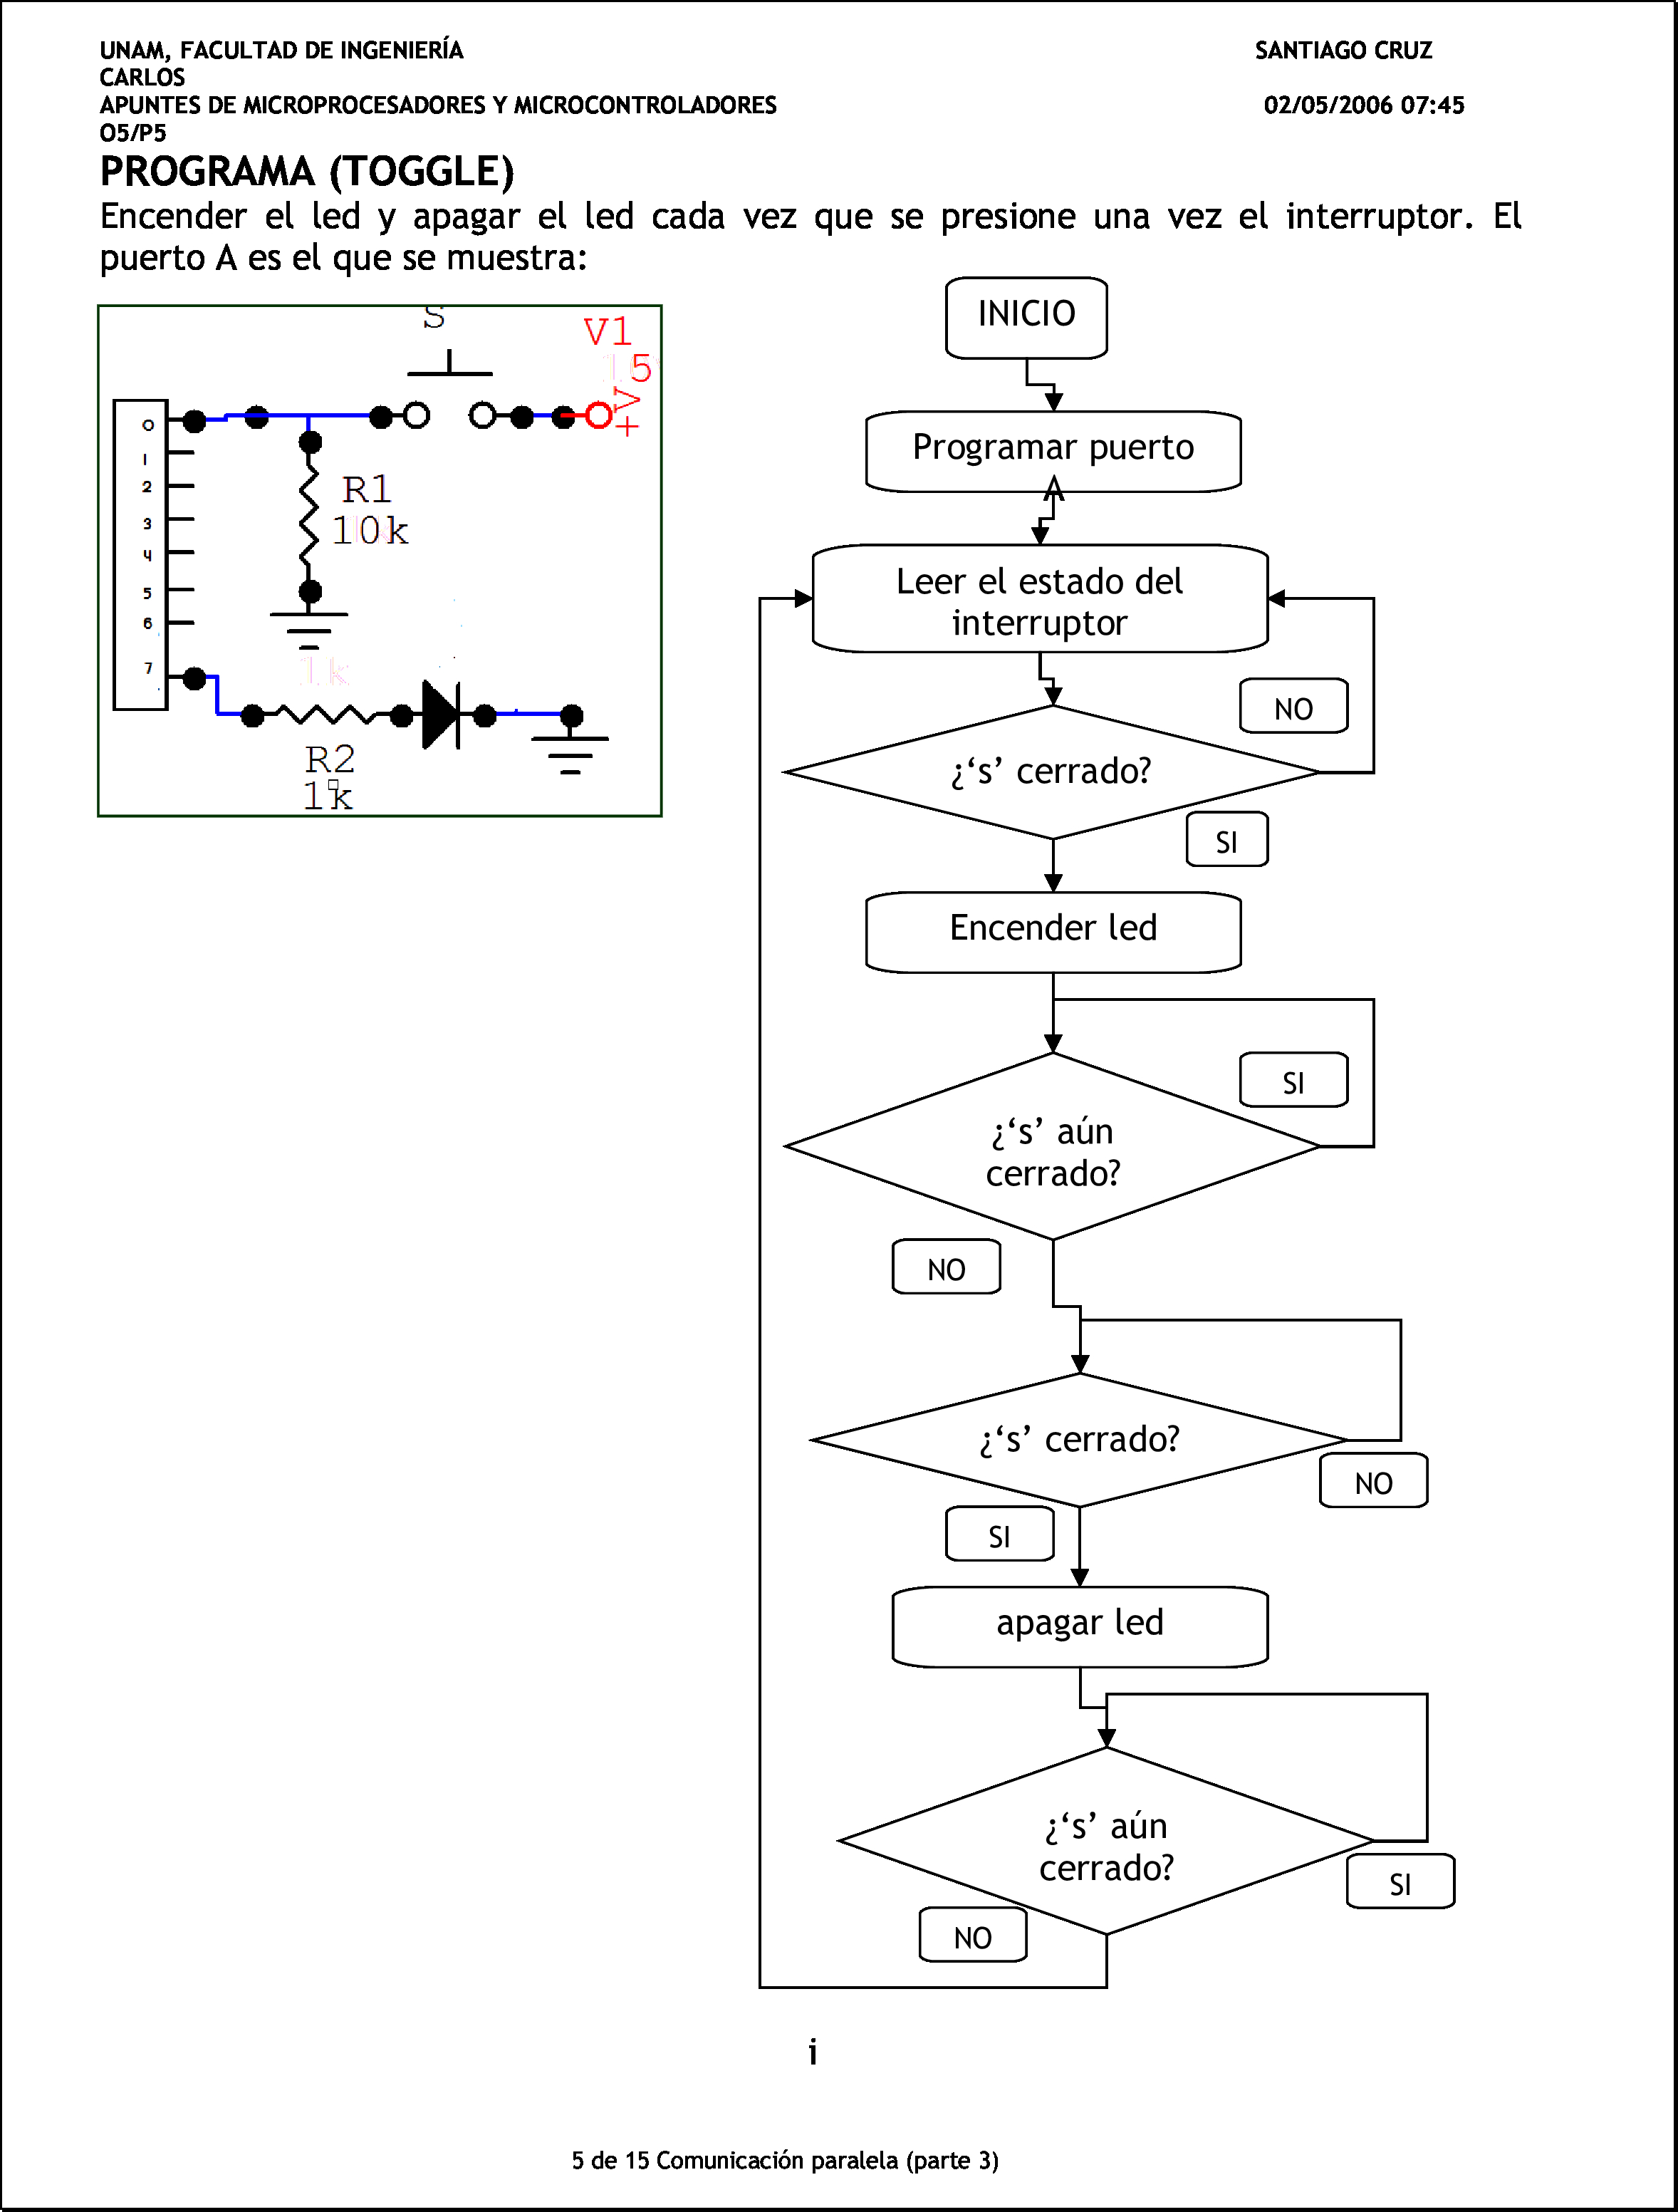 UNAM, FACULTAD DE INGENIERÍA SANTIAGO CRUZ
CARLOS
APUNTES DE MICROPROCESADORES Y MICROCONTROLADORES 02/05/2006 07:45
O5/P5
PROGRAMA (TOGGLE)
Encender el led y apagar el led cada vez que se presione una vez el interruptor. El
puerto A es el que se muestra:
S
V1
5
+V
0
1
2
3
4
5
6
7
R1
10k
1k
R2
1k
INICIO
Programar puerto
A
Leer el estado del
interruptor
NO
¿‘s’ cerrado?
SI
Encender led
SI
¿‘s’ aún
cerrado?
NO
¿‘s’ cerrado?
NO
SI
apagar led
¿‘s’ aún
cerrado?
SI
NO
i
5 de 15 Comunicación paralela (parte 3)